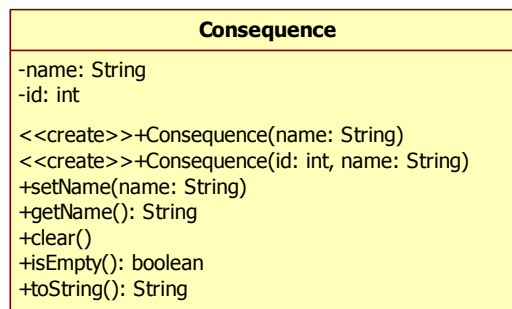 Consequence
-name: String
-id: int
<<create>>+Consequence(name: String)
<<create>>+Consequence(id: int, name: String)
+setName(name: String)
+getName(): String
+clear()
+isEmpty(): boolean
+toString(): String